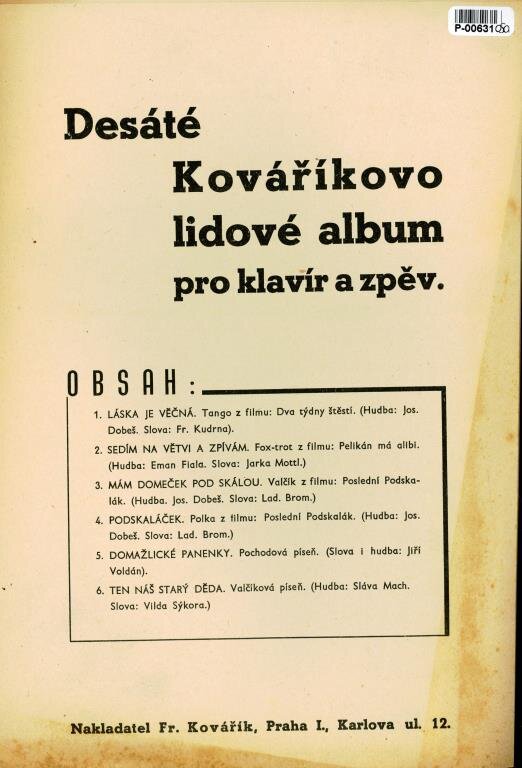 P-00631050
Desáté
Kováříkovo
lidové album
pro klavír a zpěv.
OBSAH:
1. LÁSKA JE VĚČNÁ. Tango z filmu: Dva týdny štěstí. (Hudba: Jos.
Dobeš. Slova: Fr. Kudrna).
2. SEDÍM NA VĚTVI A ZPÍVÁM. Fox-trot z filmu: Pelikán má alibi.
(Hudba: Eman Fiala. Slova: Jarka Mottl.)
3. MÁM DOMEČEK POD SKÁLOU. Valčík z filmu: Poslední Podska-
lák. (Hudba. Jos. Dobeš. Slova: Lad. Brom.)
4. PODSKALÁČEK. Polka z filmu: Poslední Podskalák. (Hudba: Jos.
Dobeš. Slova: Lad. Brom.)
5. DOMAŽLICKÉ PANENKY. Pochodová píseň. (Slova i hudba: Jiří
Voldán).
6. TEN NÁŠ STARÝ DĚDA. Valčíková píseň. (Hudba: Sláva Mach.
Slova: Vilda Sýkora.)
Nakladatel Fr. Kovářík, Praha I., Karlova ul. 12.